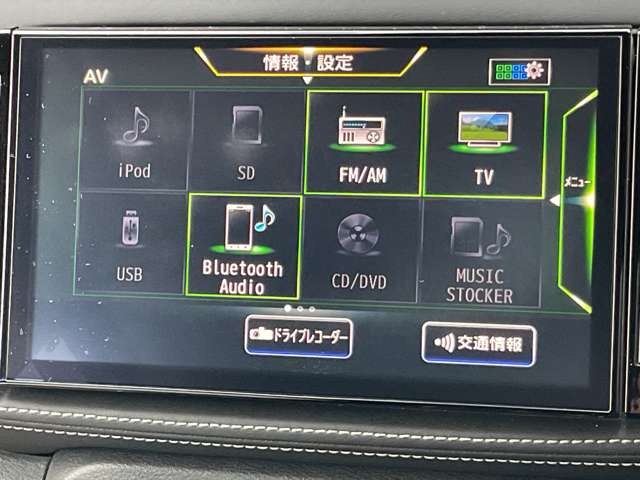 情報・設定
AV
iPod
SD
FM/AM
TV
メニュー
USB
Bluetooth
Audio
CD/DVD
MUSIC
STOCKER
ドライブレコーダー
交通情報